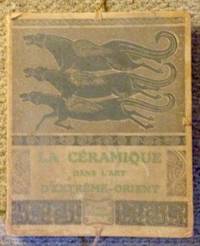 LA CÉRAMIQUE
DANS L'ART
D'EXTRÊME-ORIENT